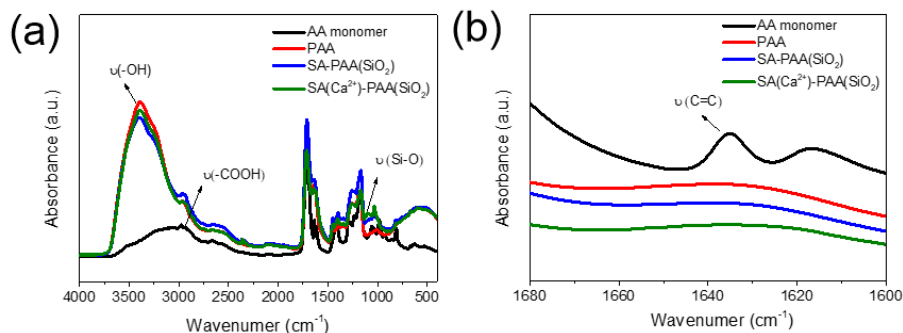 (a)
AA monomer
PAA
SA-PAA(SiO₂)
SA(Ca²⁺)-PAA(SiO₂)
υ(-OH)
υ(-COOH)
υ(Si-O)
Absorbance (a.u.)
4000 3500 3000 2500 2000 1500 1000 500
Wavenumer (cm⁻¹)
(b)
AA monomer
PAA
SA-PAA(SiO₂)
SA(Ca²⁺)-PAA(SiO₂)
υ(C=C)
Absorbance (a.u.)
1680 1660 1640 1620 1600
Wavenumer (cm⁻¹)